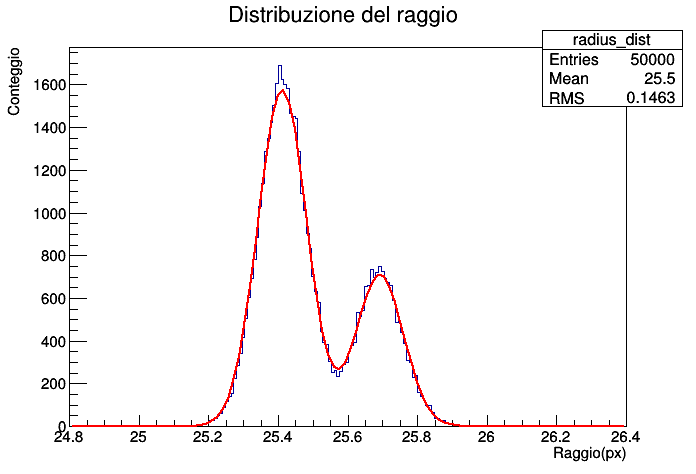 Distribuzione del raggio
radius_dist
Entries 50000
Mean 25.5
RMS 0.1463
Conteggio
1600
1400
1200
1000
800
600
400
200
0
24.8 25 25.2 25.4 25.6 25.8 26 26.2 26.4
Raggio(px)